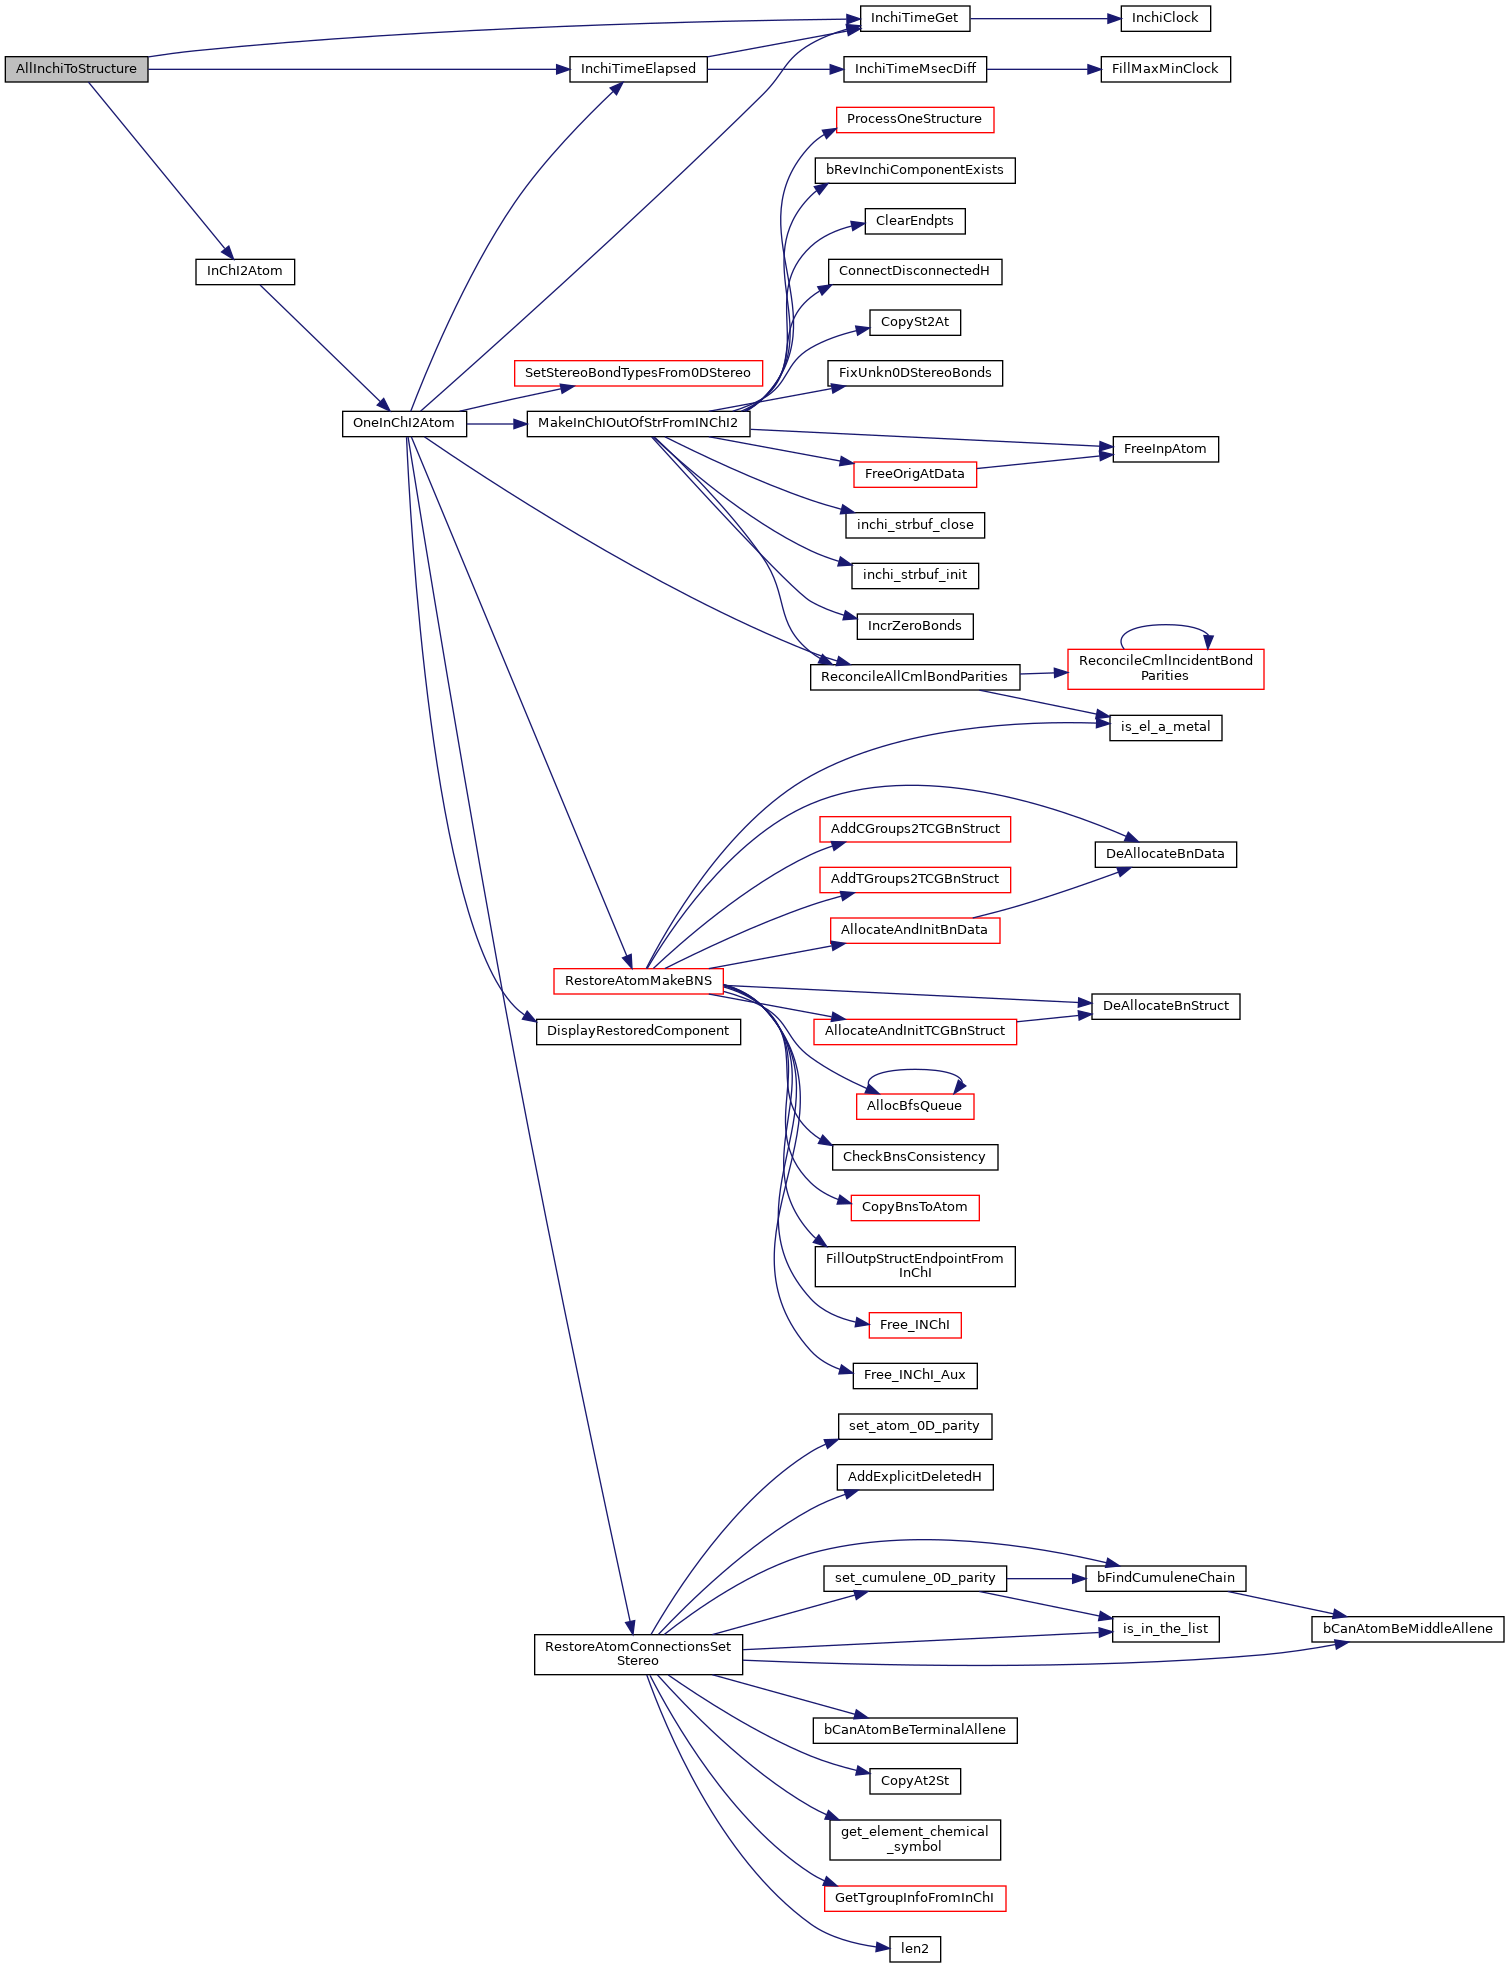 InchiTimeGet
InchiClock
AllInchiToStructure
InchiTimeElapsed
InchiTimeMsecDiff
FillMaxMinClock
ProcessOneStructure
bRevInchiComponentExists
ClearEndpts
InChI2Atom
ConnectDisconnectedH
CopySt2At
SetStereoBondTypesFrom0DStereo
FixUnkn0DStereoBonds
OneInChI2Atom
MakeInChIOutOfStrFromINChI2
FreeInpAtom
FreeOrigAtData
inchi_strbuf_close
inchi_strbuf_init
IncrZeroBonds
ReconcileAllCmlBondParities
ReconcileCmlIncidentBond
Parities
is_el_a_metal
AddCGroups2TCGBnStruct
DeAllocateBnData
AddTGroups2TCGBnStruct
AllocateAndInitBnData
RestoreAtomMakeBNS
DeAllocateBnStruct
DisplayRestoredComponent
AllocateAndInitTCGBnStruct
AllocBfsQueue
CheckBnsConsistency
CopyBnsToAtom
FillOutpStructEndpointFrom
InChI
Free_INChI
Free_INChI_Aux
set_atom_0D_parity
AddExplicitDeletedH
set_cumulene_0D_parity
bFindCumuleneChain
is_in_the_list
bCanAtomBeMiddleAllene
RestoreAtomConnectionsSet
Stereo
bCanAtomBeTerminalAllene
CopyAt2St
get_element_chemical
_symbol
GetTgroupInfoFromInChI
len2